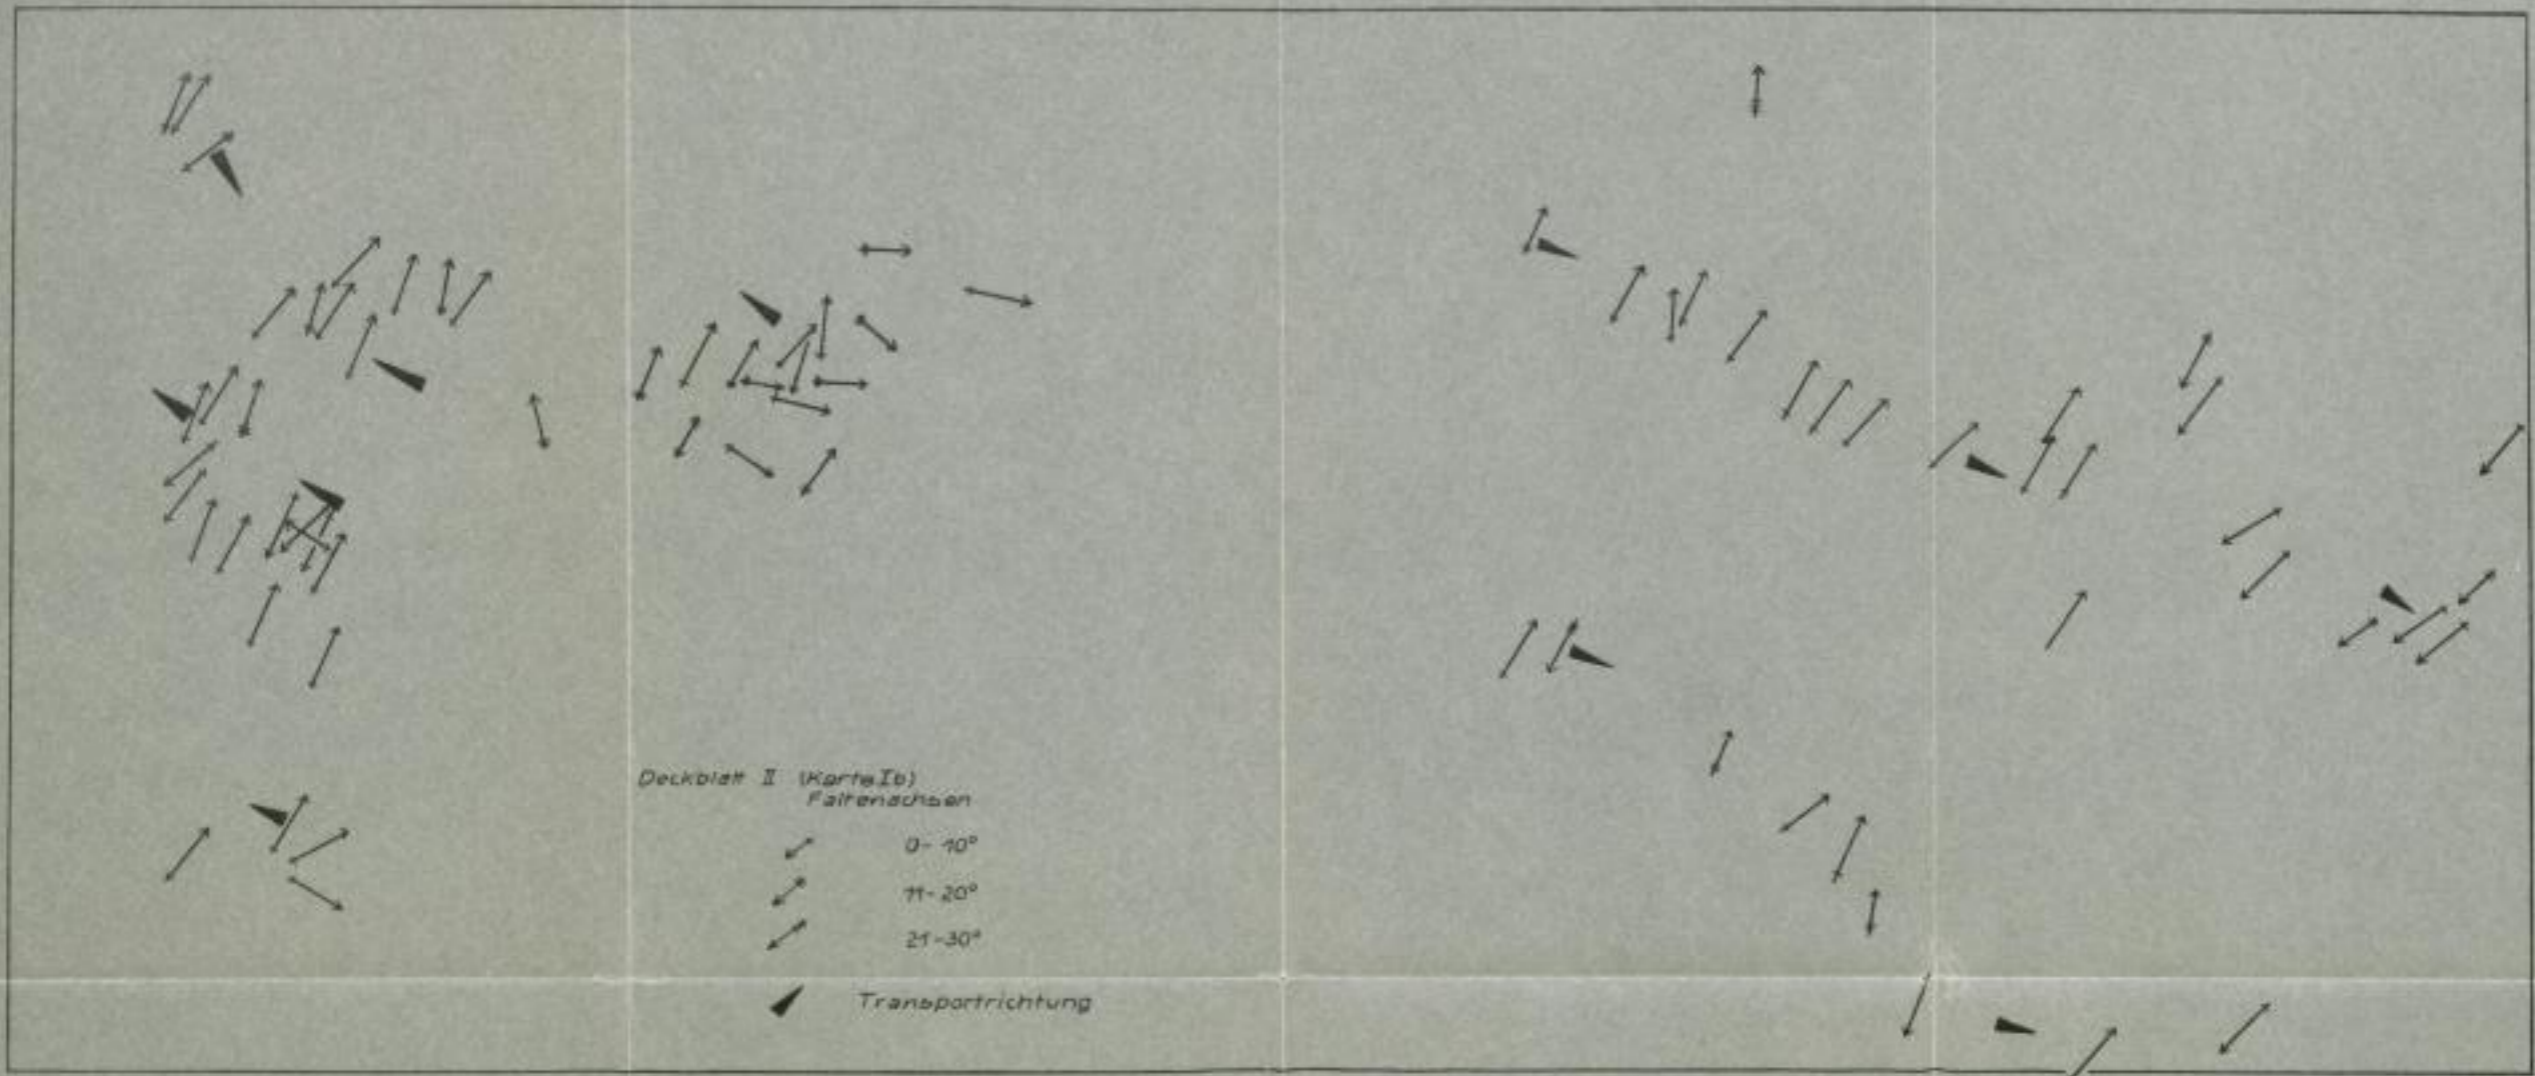 Deckblatt II (Karte Ib)
Faltenachsen
0-10°
11-20°
21-30°
Transportrichtung